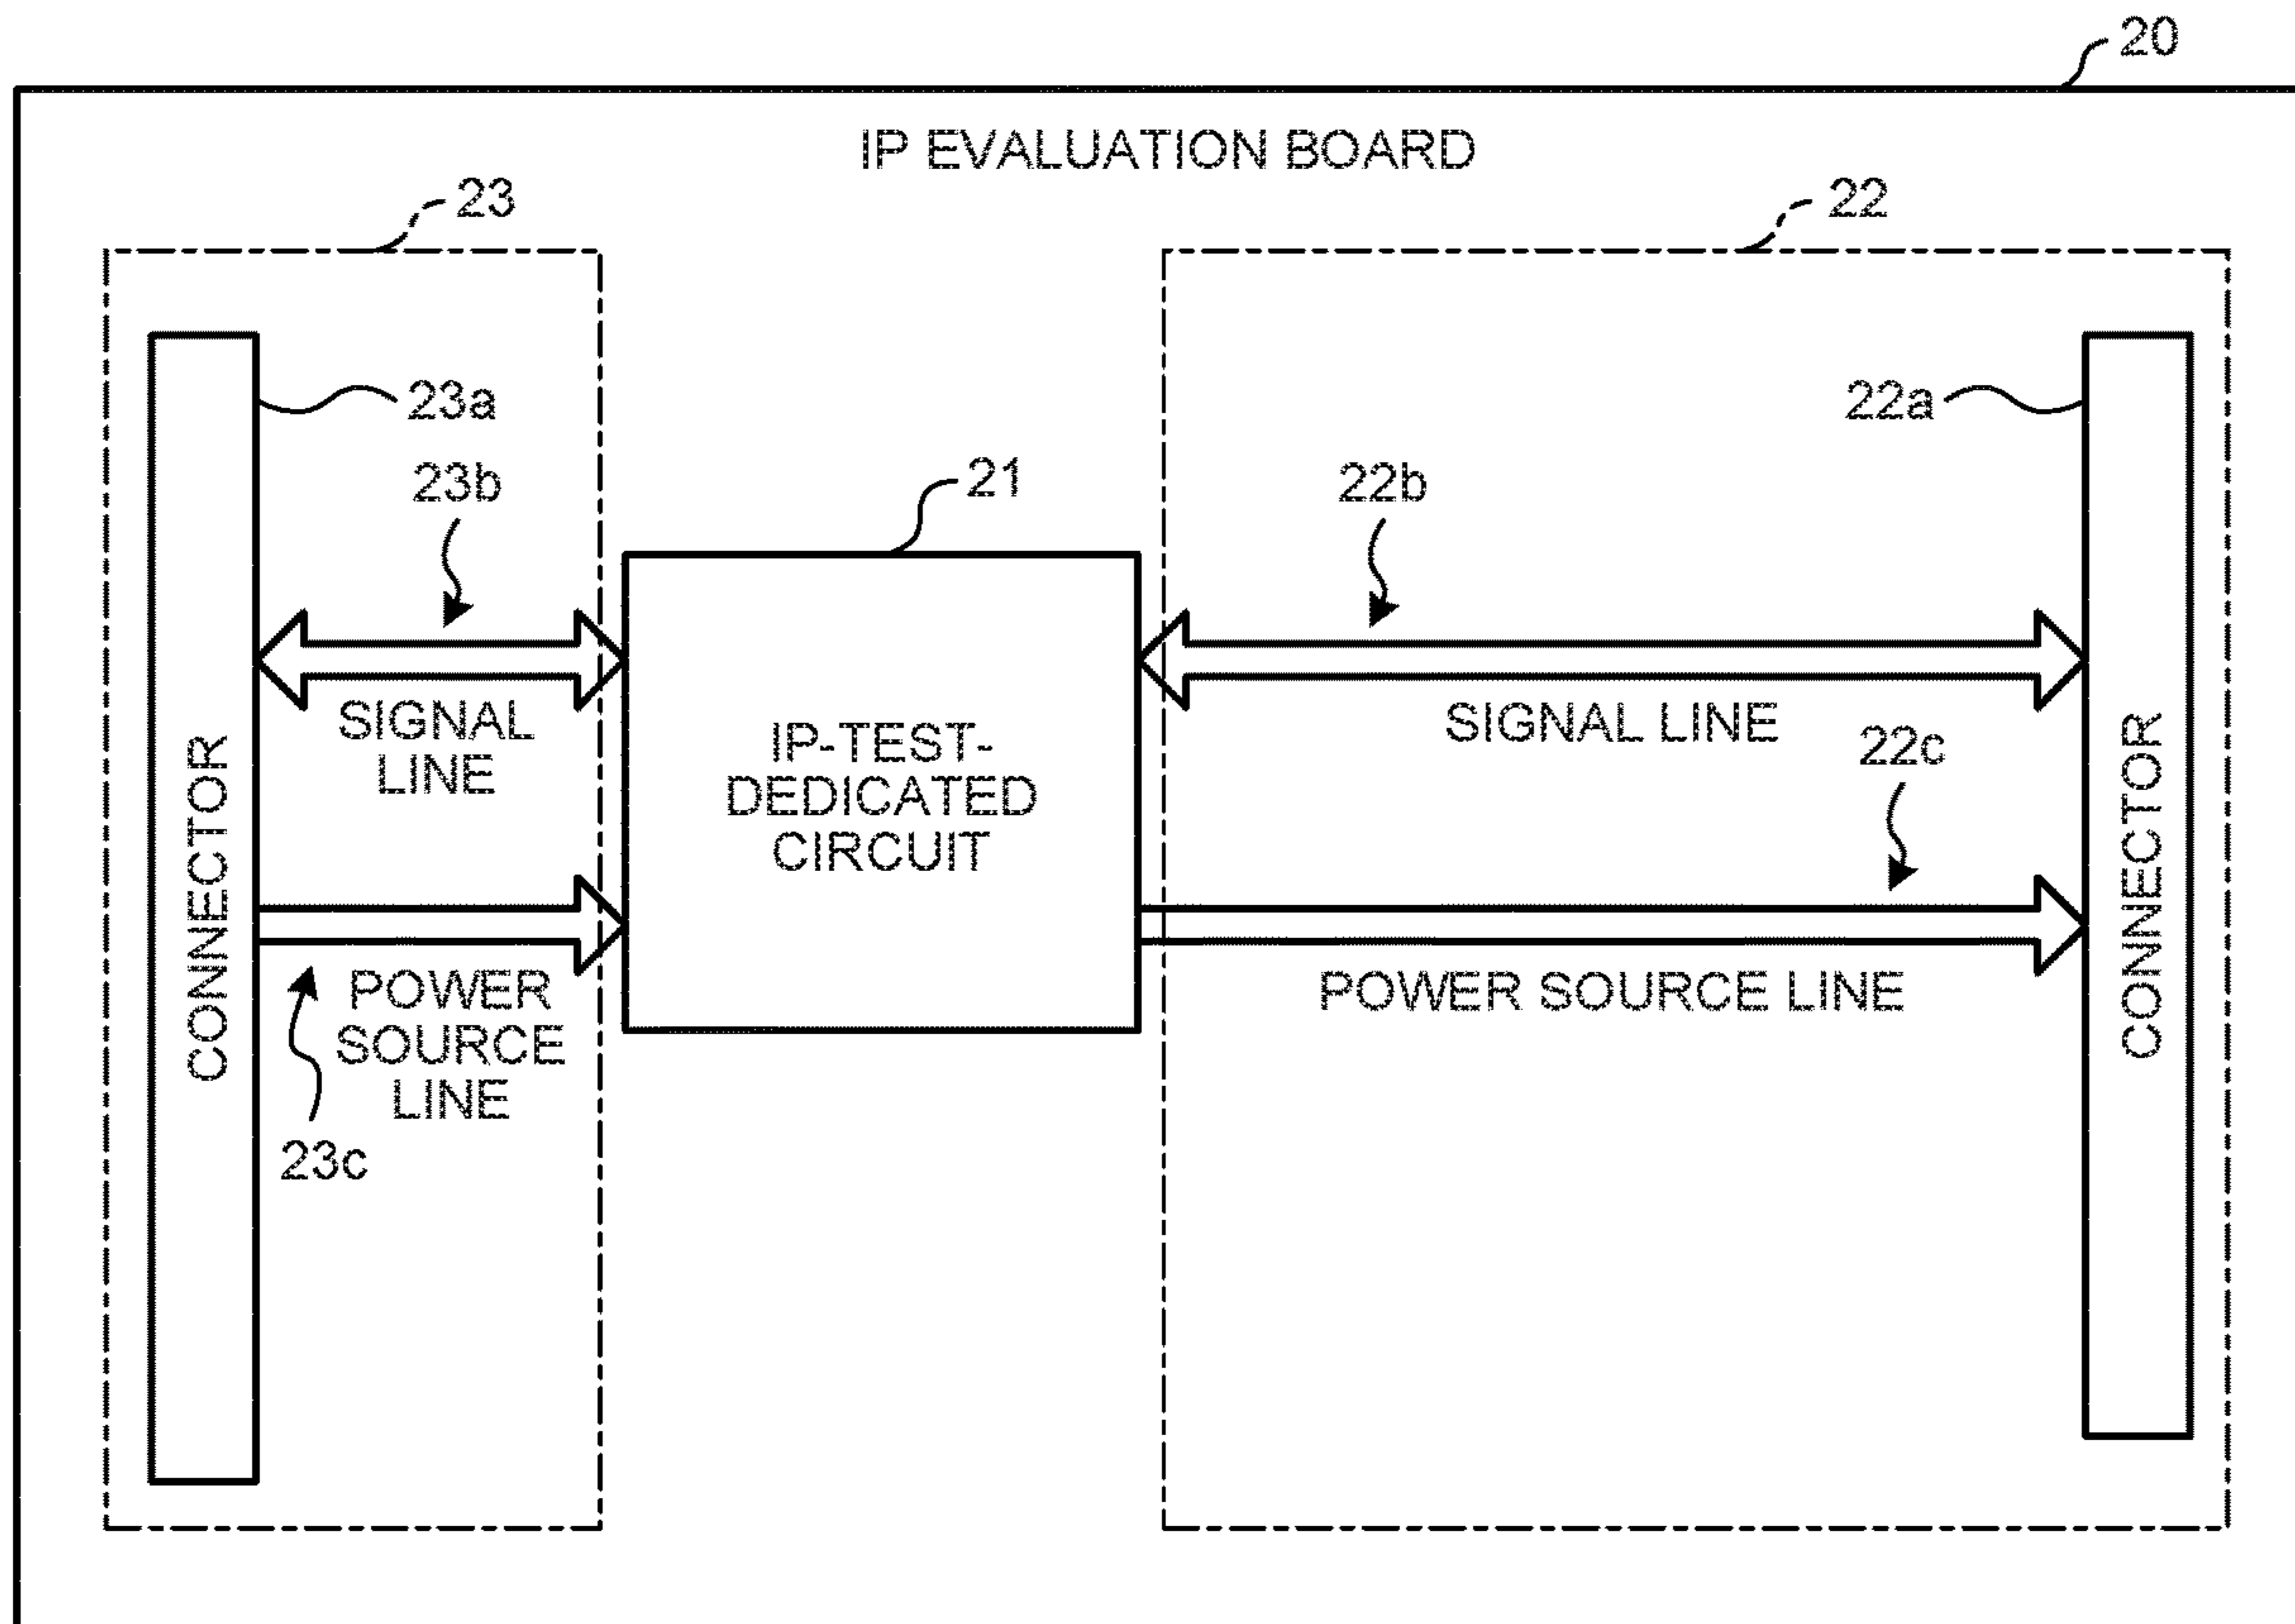 20
IP EVALUATION BOARD
23
22
23a
22a
23b
21
22b
SIGNAL
LINE
IP-TEST-
DEDICATED
CIRCUIT
SIGNAL LINE
22c
CONNECTOR
CONNECTOR
POWER
SOURCE
LINE
POWER SOURCE LINE
23c